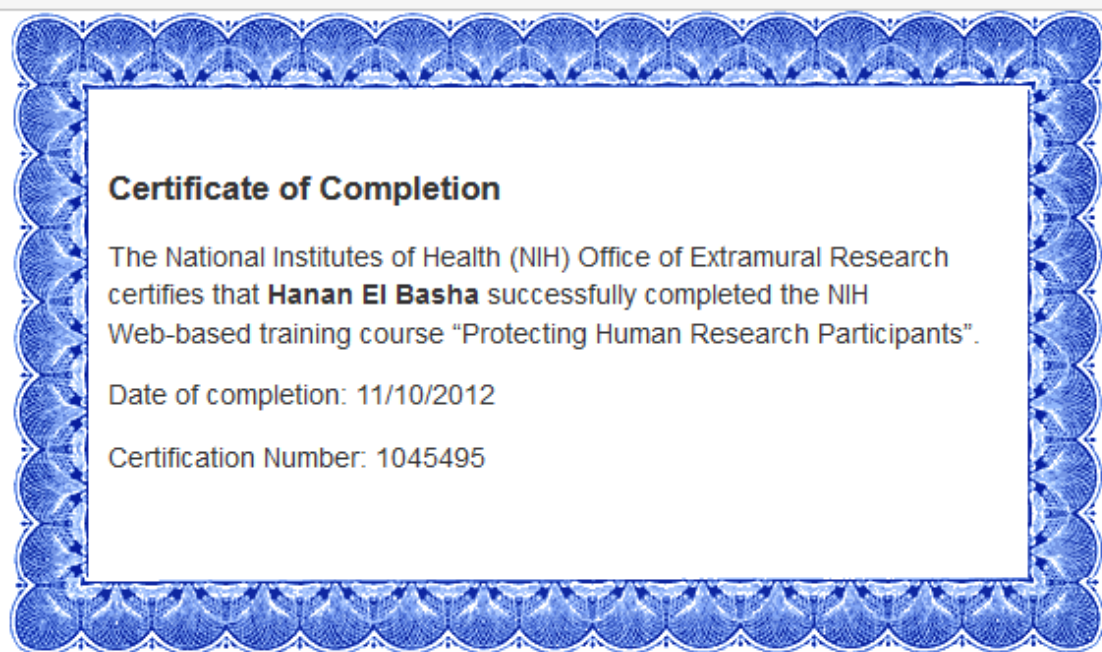 Certificate of Completion
The National Institutes of Health (NIH) Office of Extramural Research
certifies that Hanan El Basha successfully completed the NIH
Web-based training course “Protecting Human Research Participants”.
Date of completion: 11/10/2012
Certification Number: 1045495